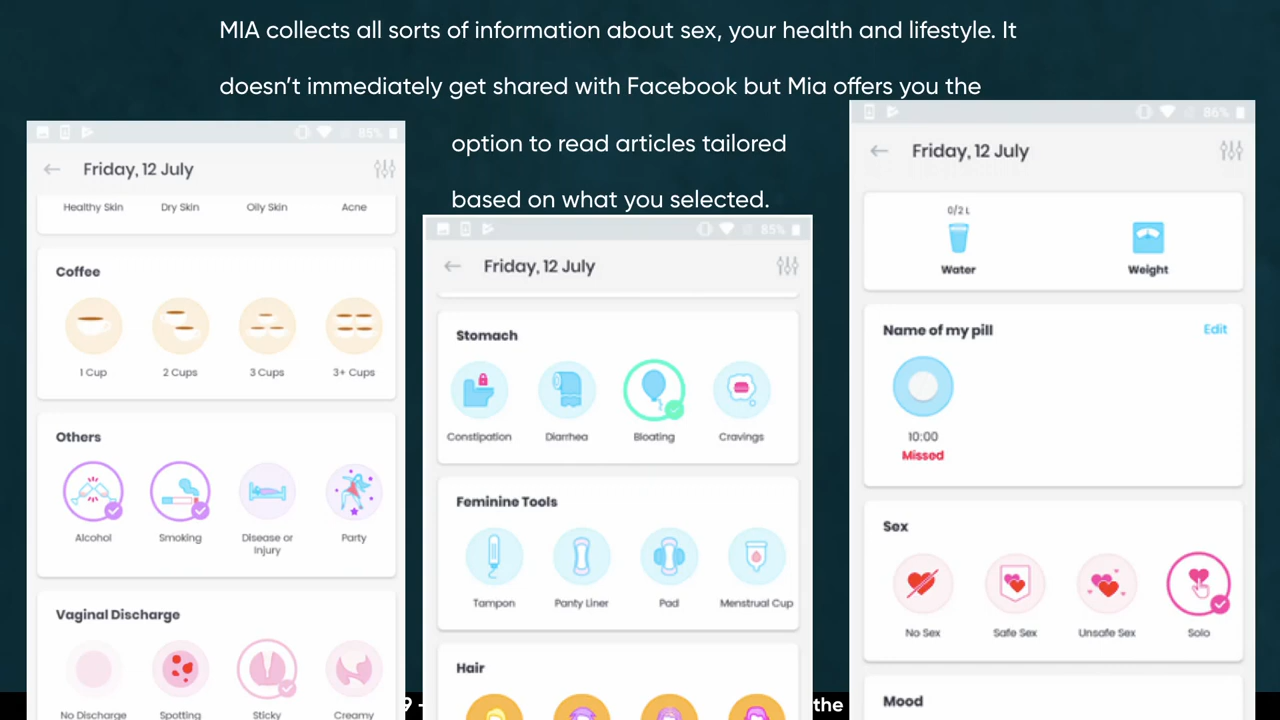 MIA collects all sorts of information about sex, your health and lifestyle. It
doesn’t immediately get shared with Facebook but Mia offers you the
option to read articles tailored
based on what you selected.
85%
Friday, 12 July
Healthy Skin Dry Skin Oily Skin Acne
Coffee
1 Cup 2 Cups 3 Cups 3+ Cups
Others
Alcohol Smoking Disease or Injury Party
Vaginal Discharge
No Discharge Spotting Sticky Creamy
85%
Friday, 12 July
Stomach
Constipation Diarrhea Bloating Cravings
Feminine Tools
Tampon Panty Liner Pad Menstrual Cup
Hair
86%
Friday, 12 July
0/2 L
Water Weight
Name of my pill Edit
10:00
Missed
Sex
No Sex Safe Sex Unsafe Sex Solo
Mood
9 -
the